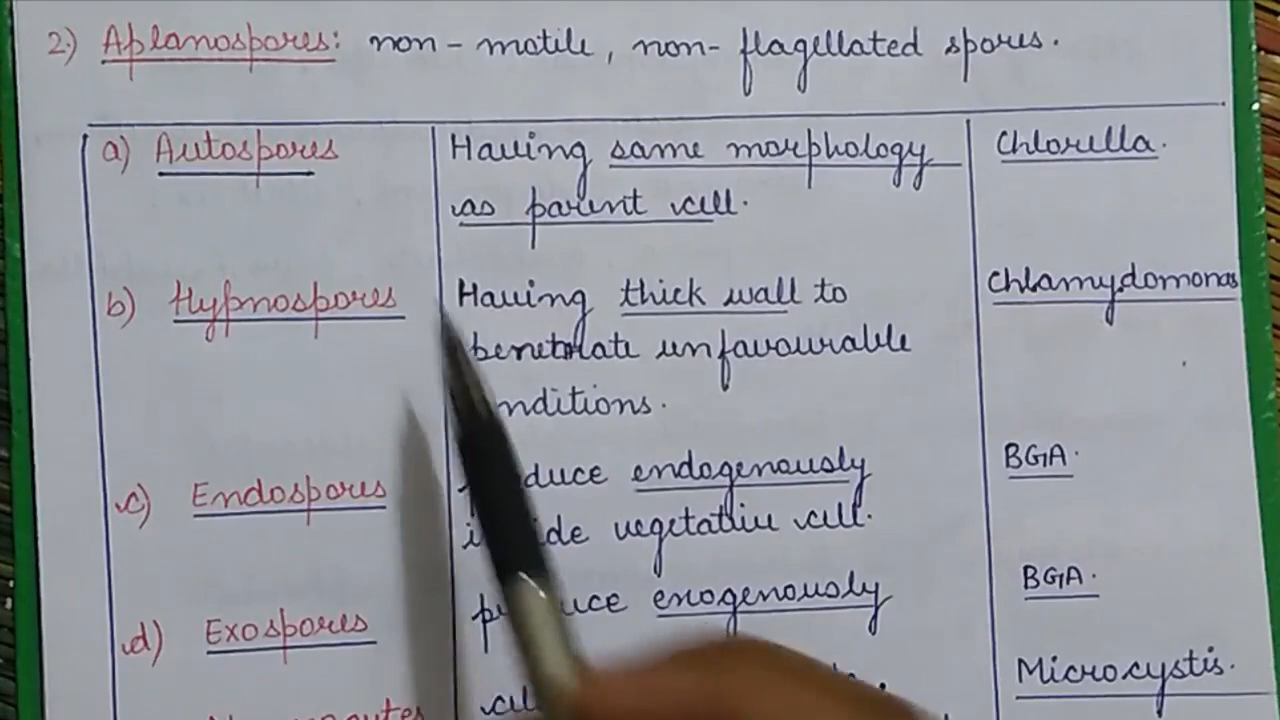 2.) Aplanospores: non-motile, non-flagellated spores.
a) Autospores
Having same morphology
as parent cell.
Chlorella.
b) Hypnospores
Having thick wall to
unfavourable
Chlamydomonas
c) Endospores
endogenously
vegetative cell.
BGA.
d) Exospores
exogenously
BGA.
Microcystis.